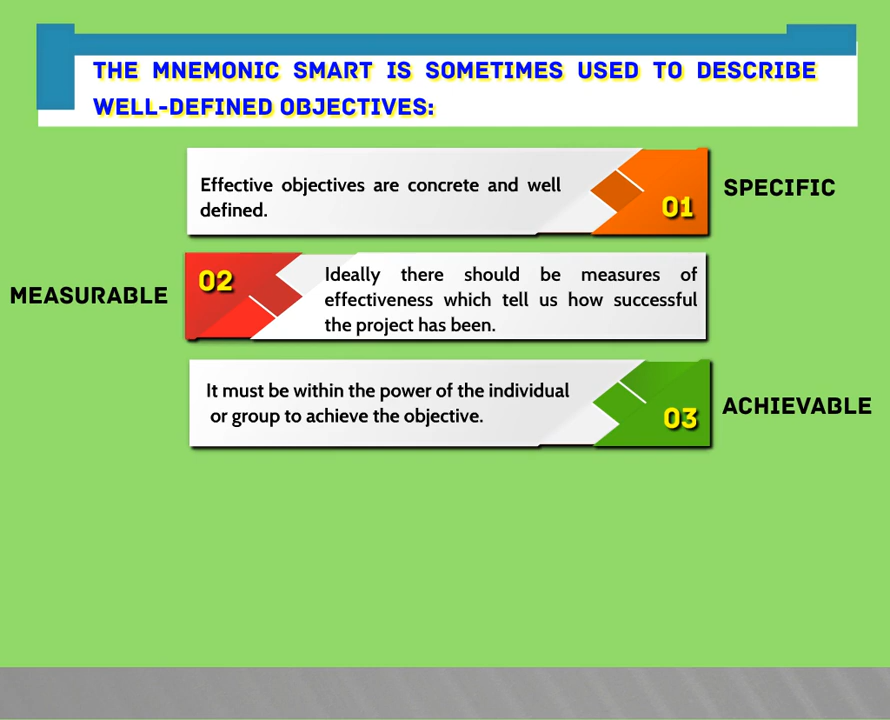 THE MNEMONIC SMART IS SOMETIMES USED TO DESCRIBE
WELL-DEFINED OBJECTIVES:
Effective objectives are concrete and well
defined.
01
SPECIFIC
MEASURABLE
02
Ideally there should be measures of
effectiveness which tell us how successful
the project has been.
It must be within the power of the individual
or group to achieve the objective.
03
ACHIEVABLE